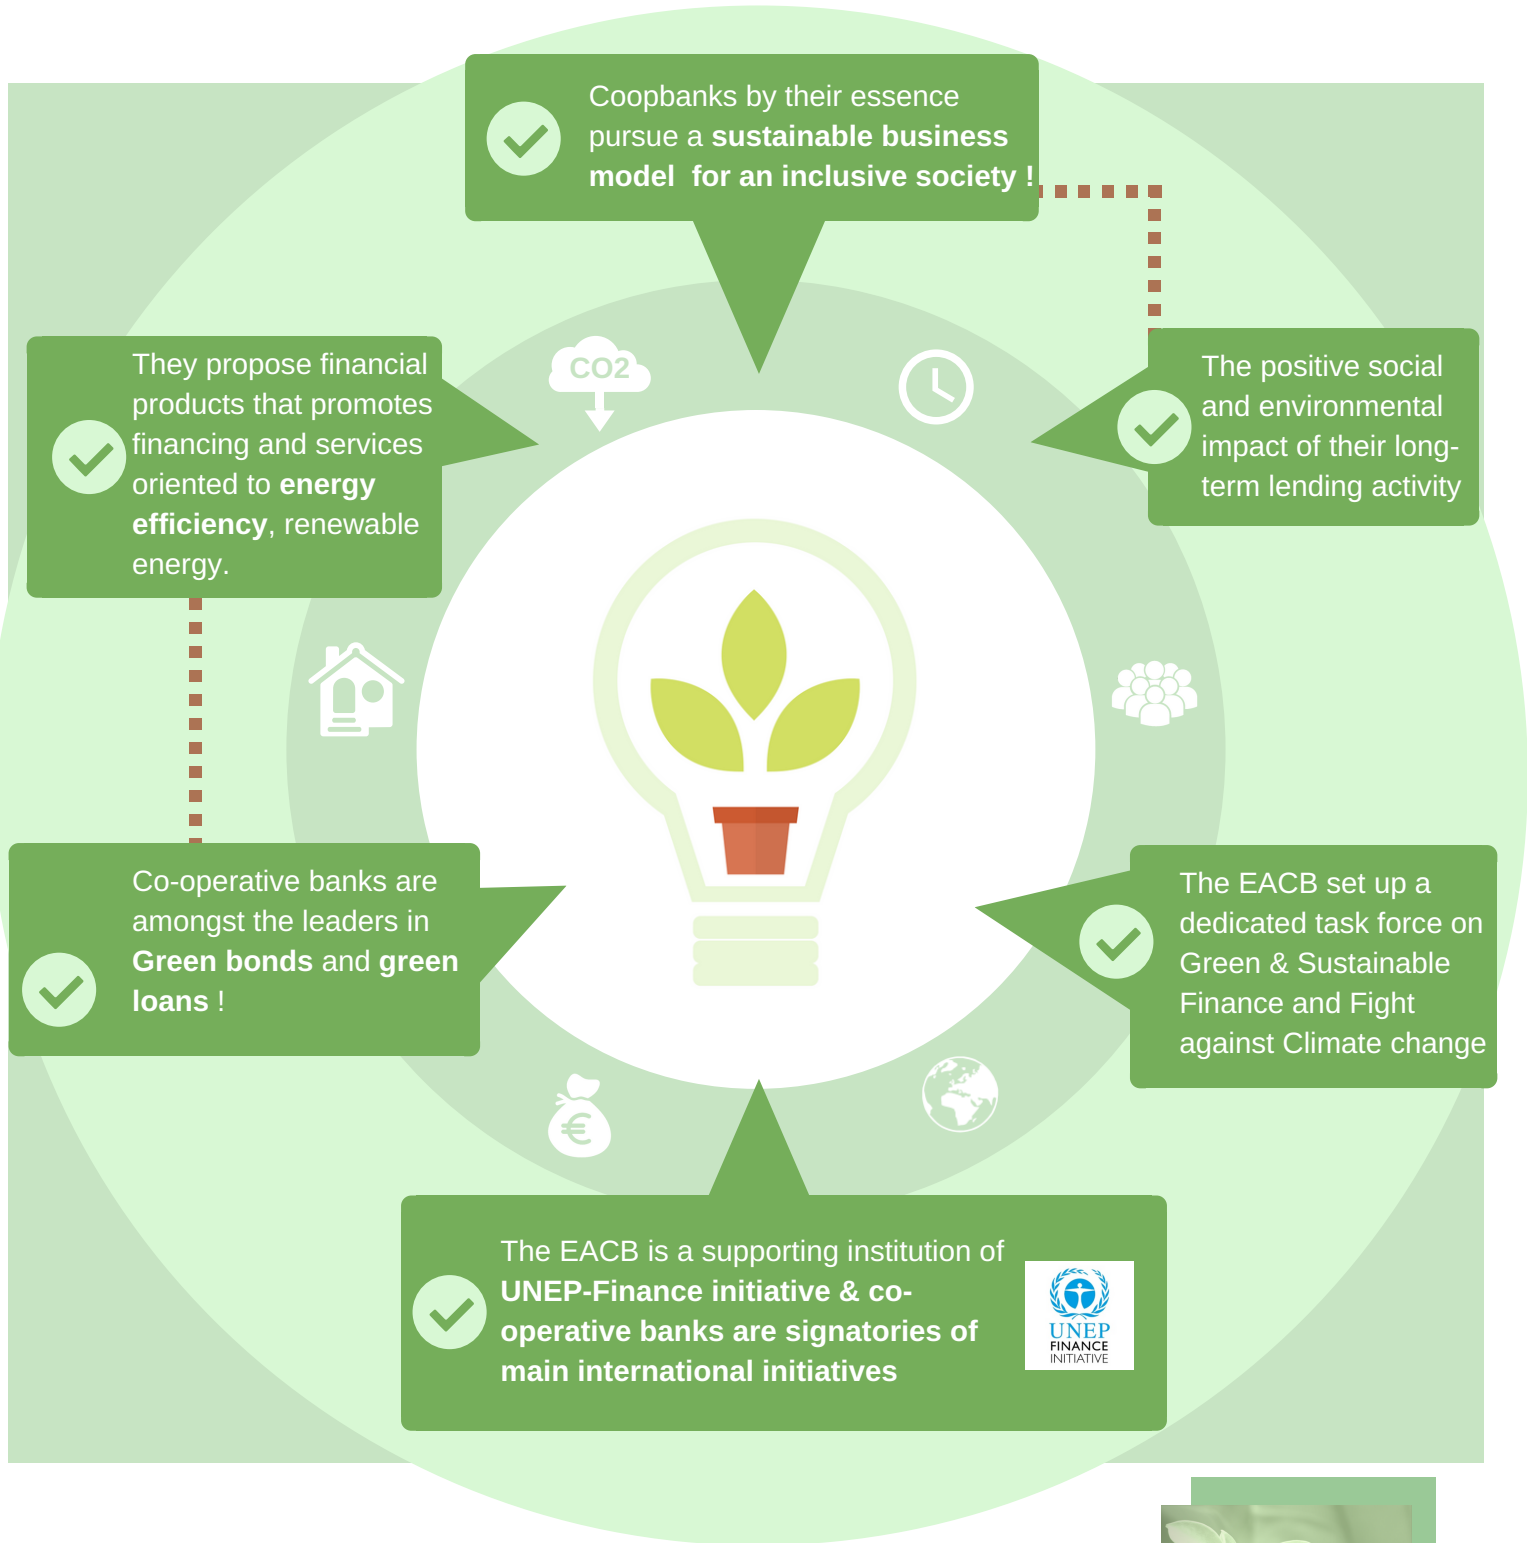 Coopbanks by their essence
pursue a sustainable business
model  for an inclusive society !
CO2
They propose financial
products that promotes
financing and services
oriented to energy
efficiency, renewable
energy.
The positive social
and environmental
impact of their long-
term lending activity
Co-operative banks are
amongst the leaders in
Green bonds and green
loans !
The EACB set up a
dedicated task force on
Green & Sustainable
Finance and Fight
against Climate change
€
The EACB is a supporting institution of
UNEP-Finance initiative & co-
operative banks are signatories of
main international initiatives
UNEP
FINANCE
INITIATIVE